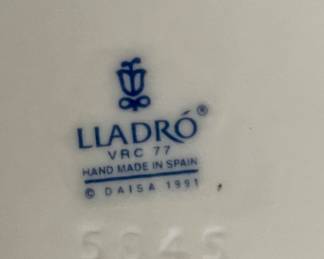 LLADRÓ®
VRC 77
HAND MADE IN SPAIN
© DAISA 1991